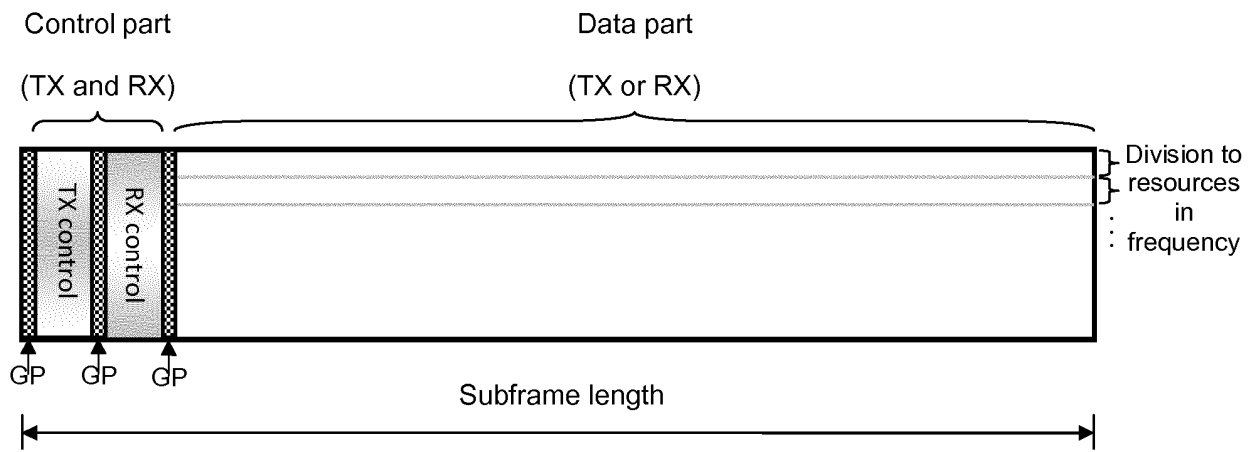 Control part
(TX and RX)
Data part
(TX or RX)
TX control
RX control
Division to
resources
in
frequency
GP
GP
GP
Subframe length